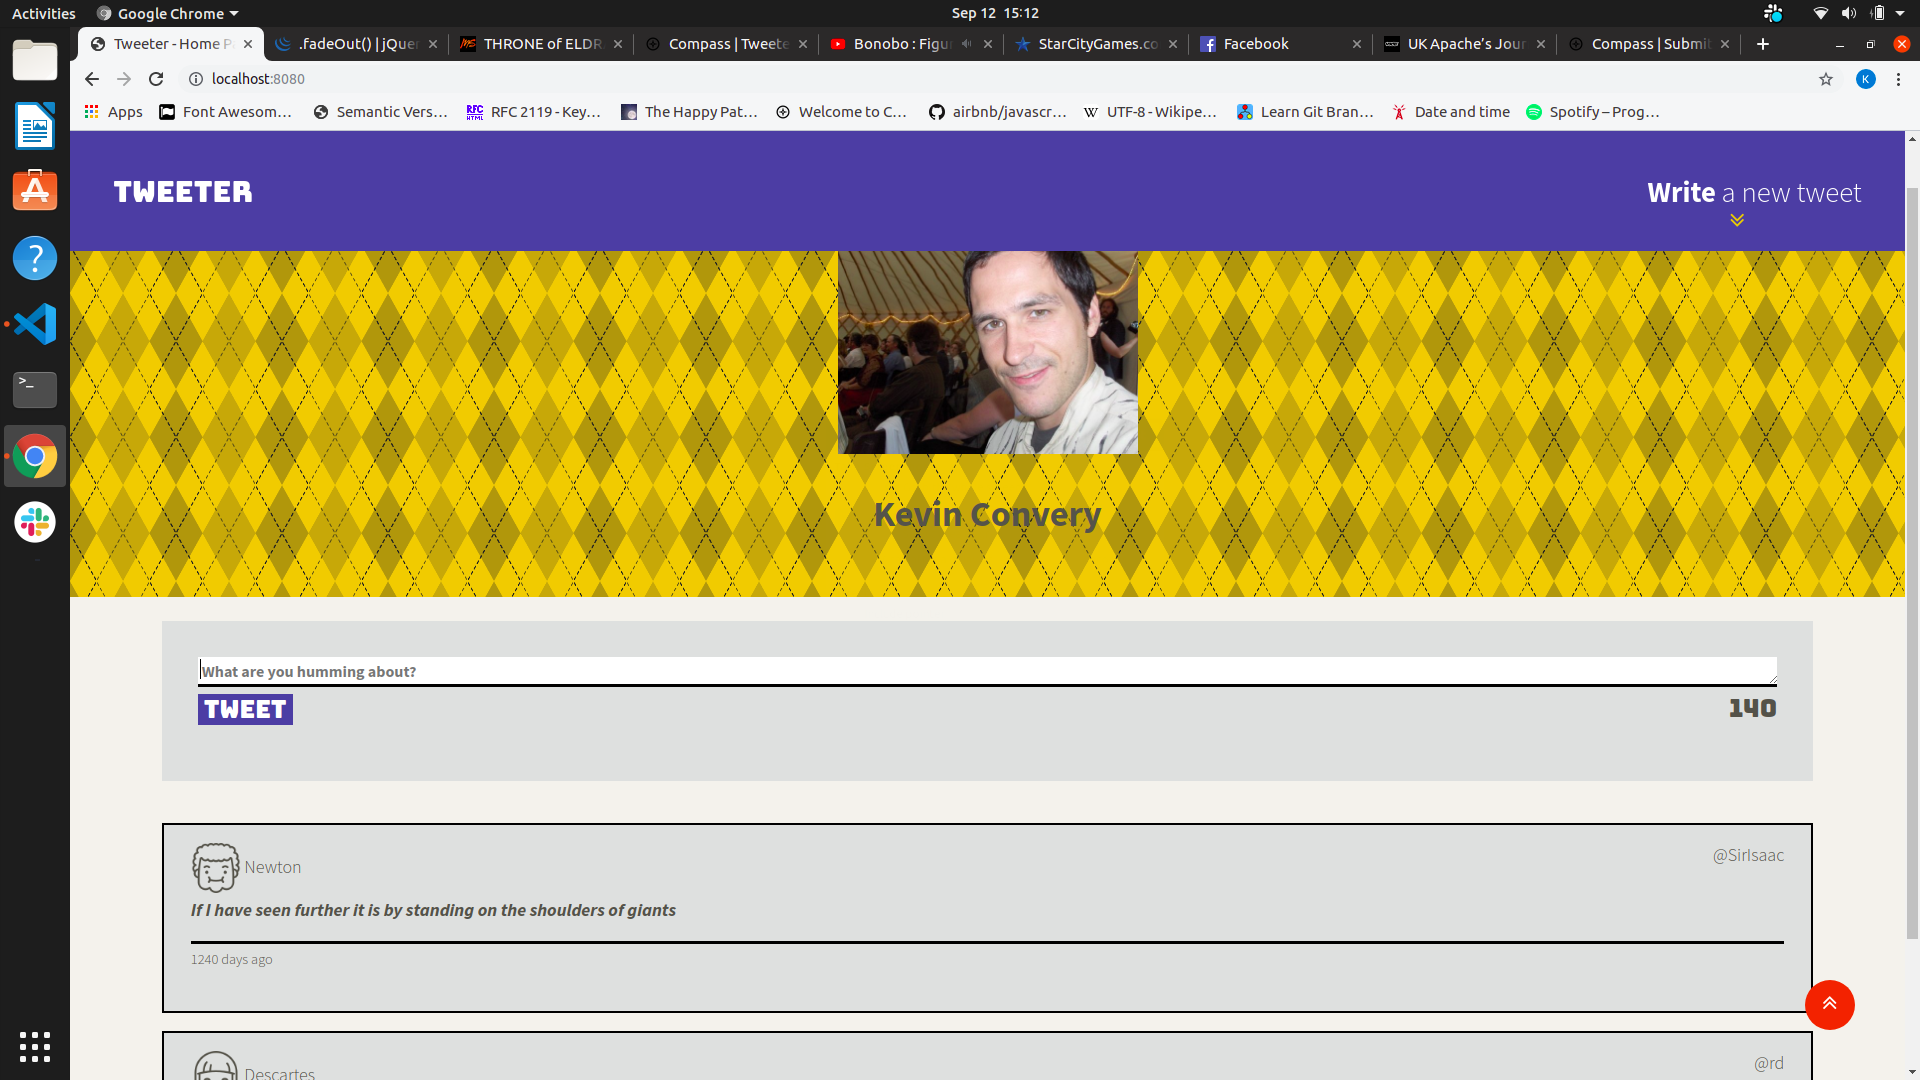 Activities Google Chrome Sep 12 15:12
Tweeter - Home P .fadeOut() | jQuer THRONE of ELDR Compass | Tweete Bonobo : Figu StarCityGames.co Facebook UK Apache’s Jour Compass | Submit
localhost:8080 K
Apps Font Awesom… Semantic Vers… RFC 2119 - Key… The Happy Pat… Welcome to C… airbnb/javascr… UTF-8 - Wikipe… Learn Git Bran… Date and time Spotify – Prog…
TWEETER Write a new tweet
Kevin Convery
What are you humming about?
TWEET 140
Newton @SirIsaac
If I have seen further it is by standing on the shoulders of giants
1240 days ago
Descartes @rd